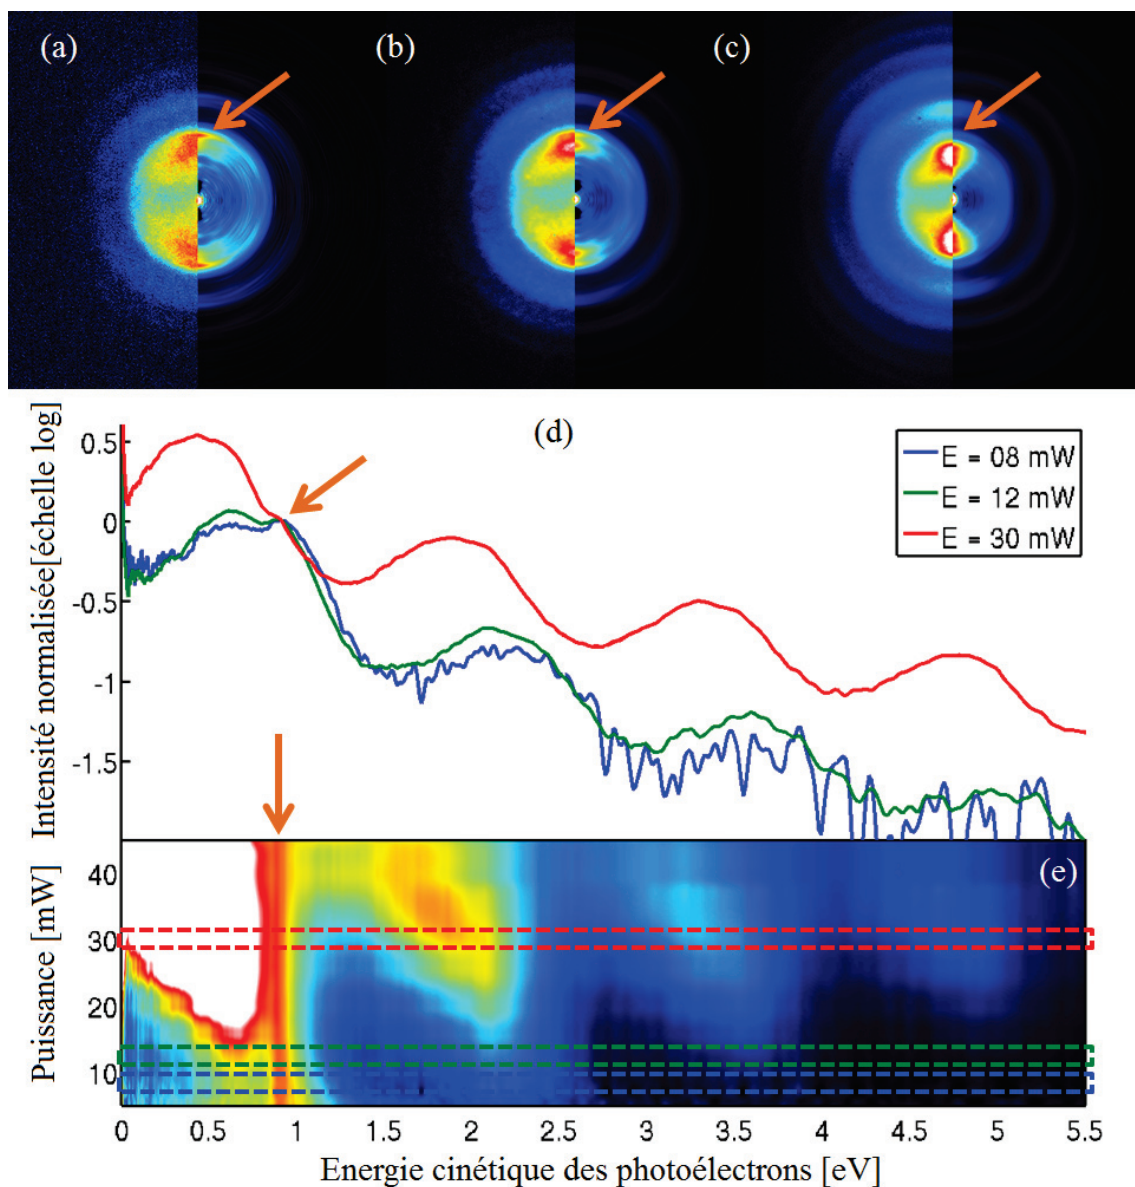 (a)
(b)
(c)
(d)
Intensité normalisée[échelle log]
0.5
0
-0.5
-1
-1.5
E = 08 mW
E = 12 mW
E = 30 mW
(e)
Puissance [mW]
40
30
20
10
0 0.5 1 1.5 2 2.5 3 3.5 4 4.5 5 5.5
Energie cinétique des photoélectrons [eV]